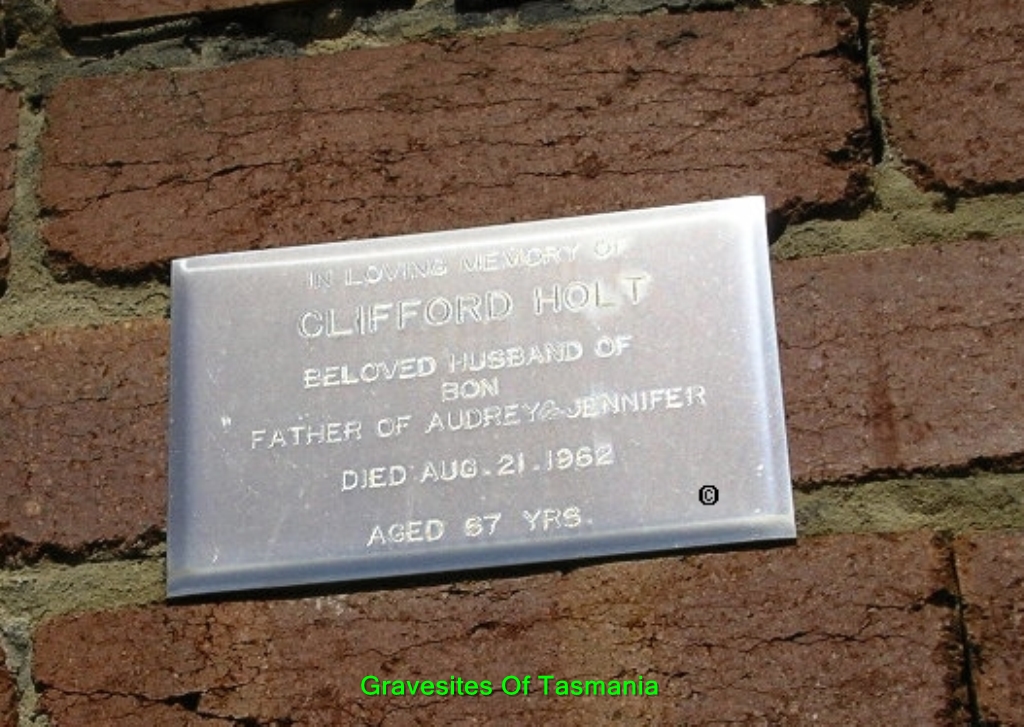 IN LOVING MEMORY OF
CLIFFORD HOLT
BELOVED HUSBAND OF
BON
" FATHER OF AUDREY & JENNIFER
DIED AUG. 21. 1962
AGED 67 YRS.
©
Gravesites Of Tasmania